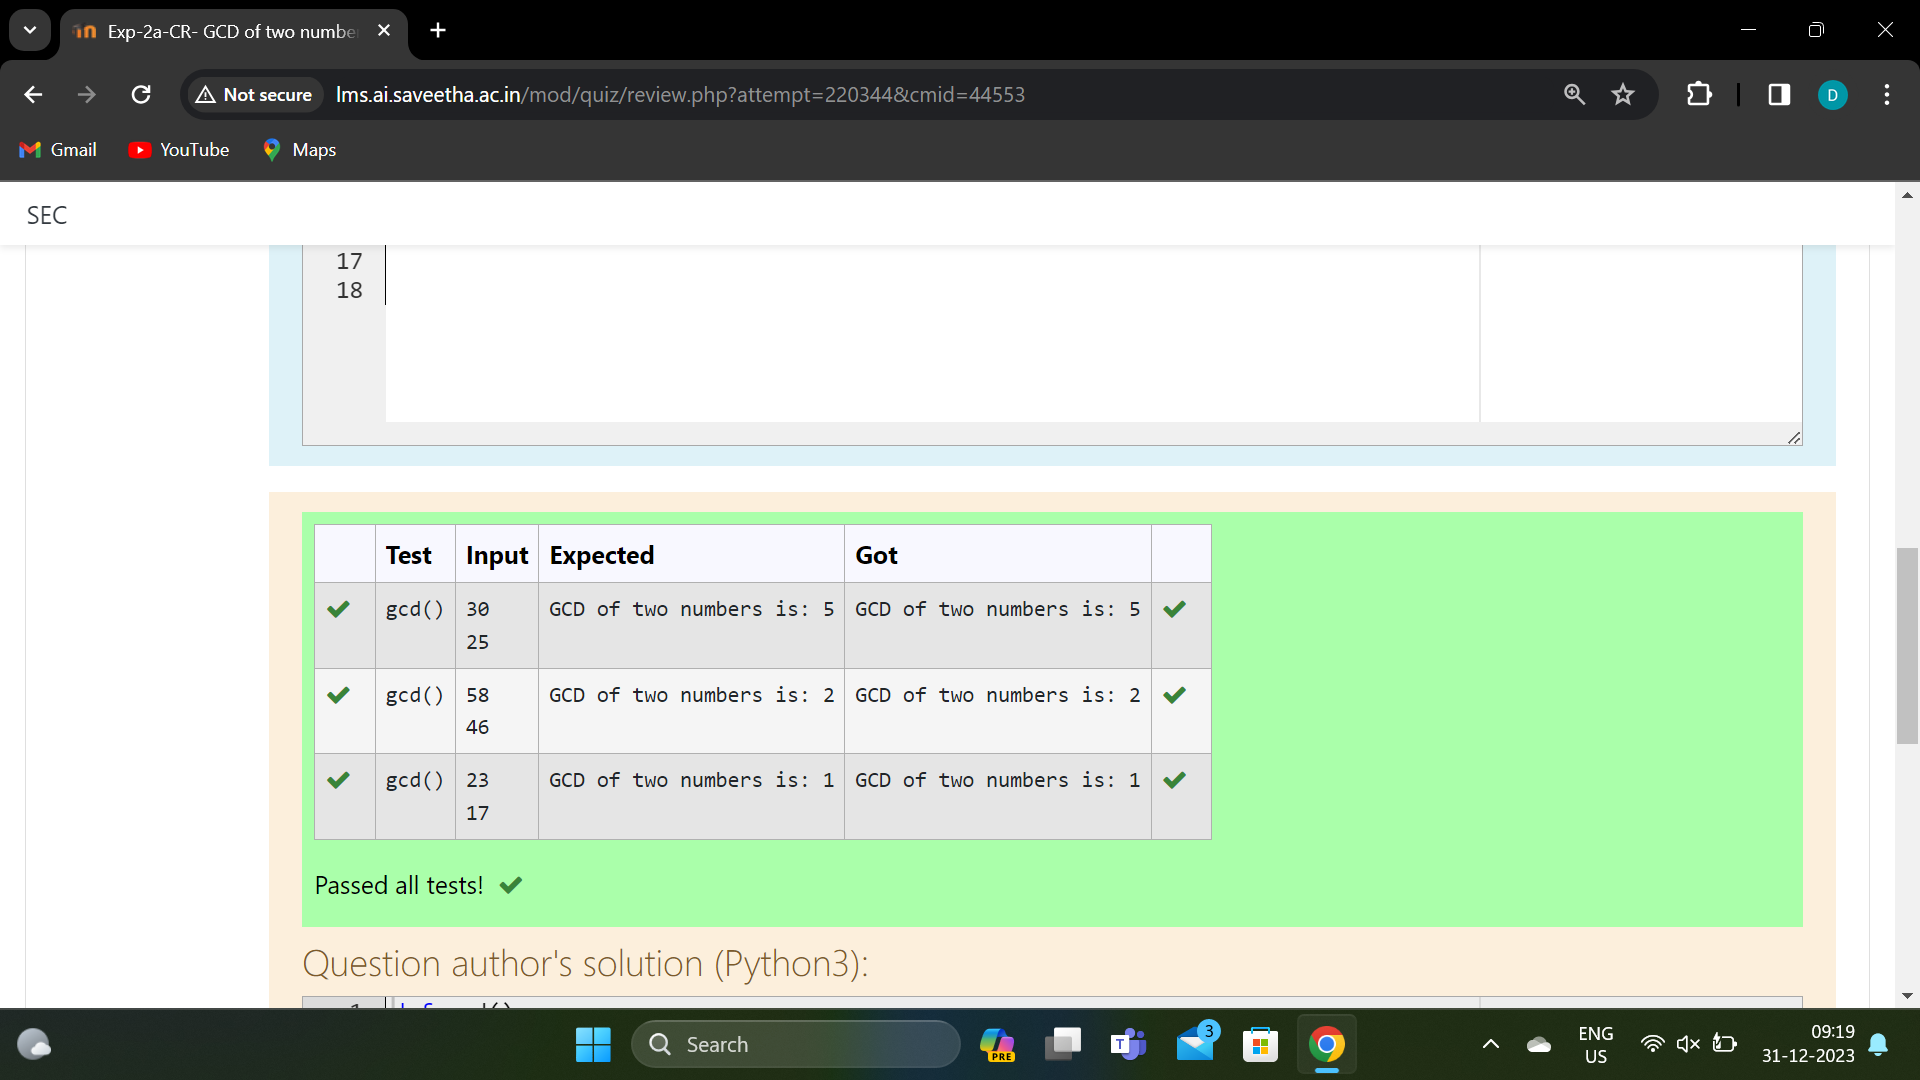 Exp-2a-CR- GCD of two numbe
Not secure
lms.ai.saveetha.ac.in/mod/quiz/review.php?attempt=220344&cmid=44553
D
Gmail
YouTube
Maps
SEC
17
18
Test Input Expected Got
gcd() 30 GCD of two numbers is: 5 GCD of two numbers is: 5
25
gcd() 58 GCD of two numbers is: 2 GCD of two numbers is: 2
46
gcd() 23 GCD of two numbers is: 1 GCD of two numbers is: 1
17
Passed all tests!
Question author's solution (Python3):
Search
PRE
T
3
ENG
US
09:19
31-12-2023